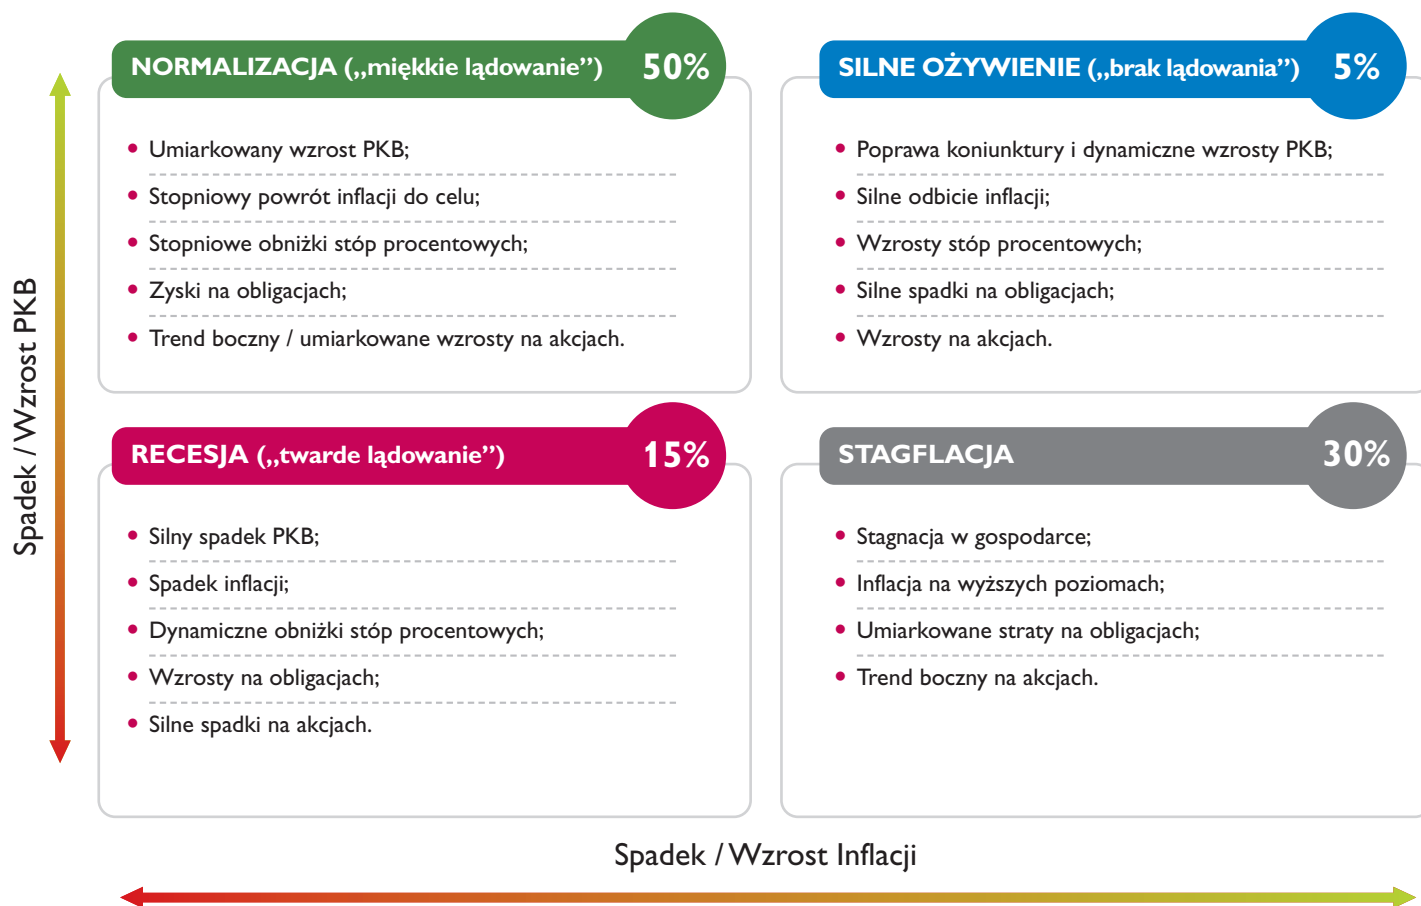 NORMALIZACJA („miękkie lądowanie”) 50%
• Umiarkowany wzrost PKB;
• Stopniowy powrót inflacji do celu;
• Stopniowe obniżki stóp procentowych;
• Zyski na obligacjach;
• Trend boczny / umiarkowane wzrosty na akcjach.
SILNE OŻYWIENIE („brak lądowania”) 5%
• Poprawa koniunktury i dynamiczne wzrosty PKB;
• Silne odbicie inflacji;
• Wzrosty stóp procentowych;
• Silne spadki na obligacjach;
• Wzrosty na akcjach.
Spadek / Wzrost PKB
RECESJA („twarde lądowanie”) 15%
• Silny spadek PKB;
• Spadek inflacji;
• Dynamiczne obniżki stóp procentowych;
• Wzrosty na obligacjach;
• Silne spadki na akcjach.
STAGFLACJA 30%
• Stagnacja w gospodarce;
• Inflacja na wyższych poziomach;
• Umiarkowane straty na obligacjach;
• Trend boczny na akcjach.
Spadek / Wzrost Inflacji